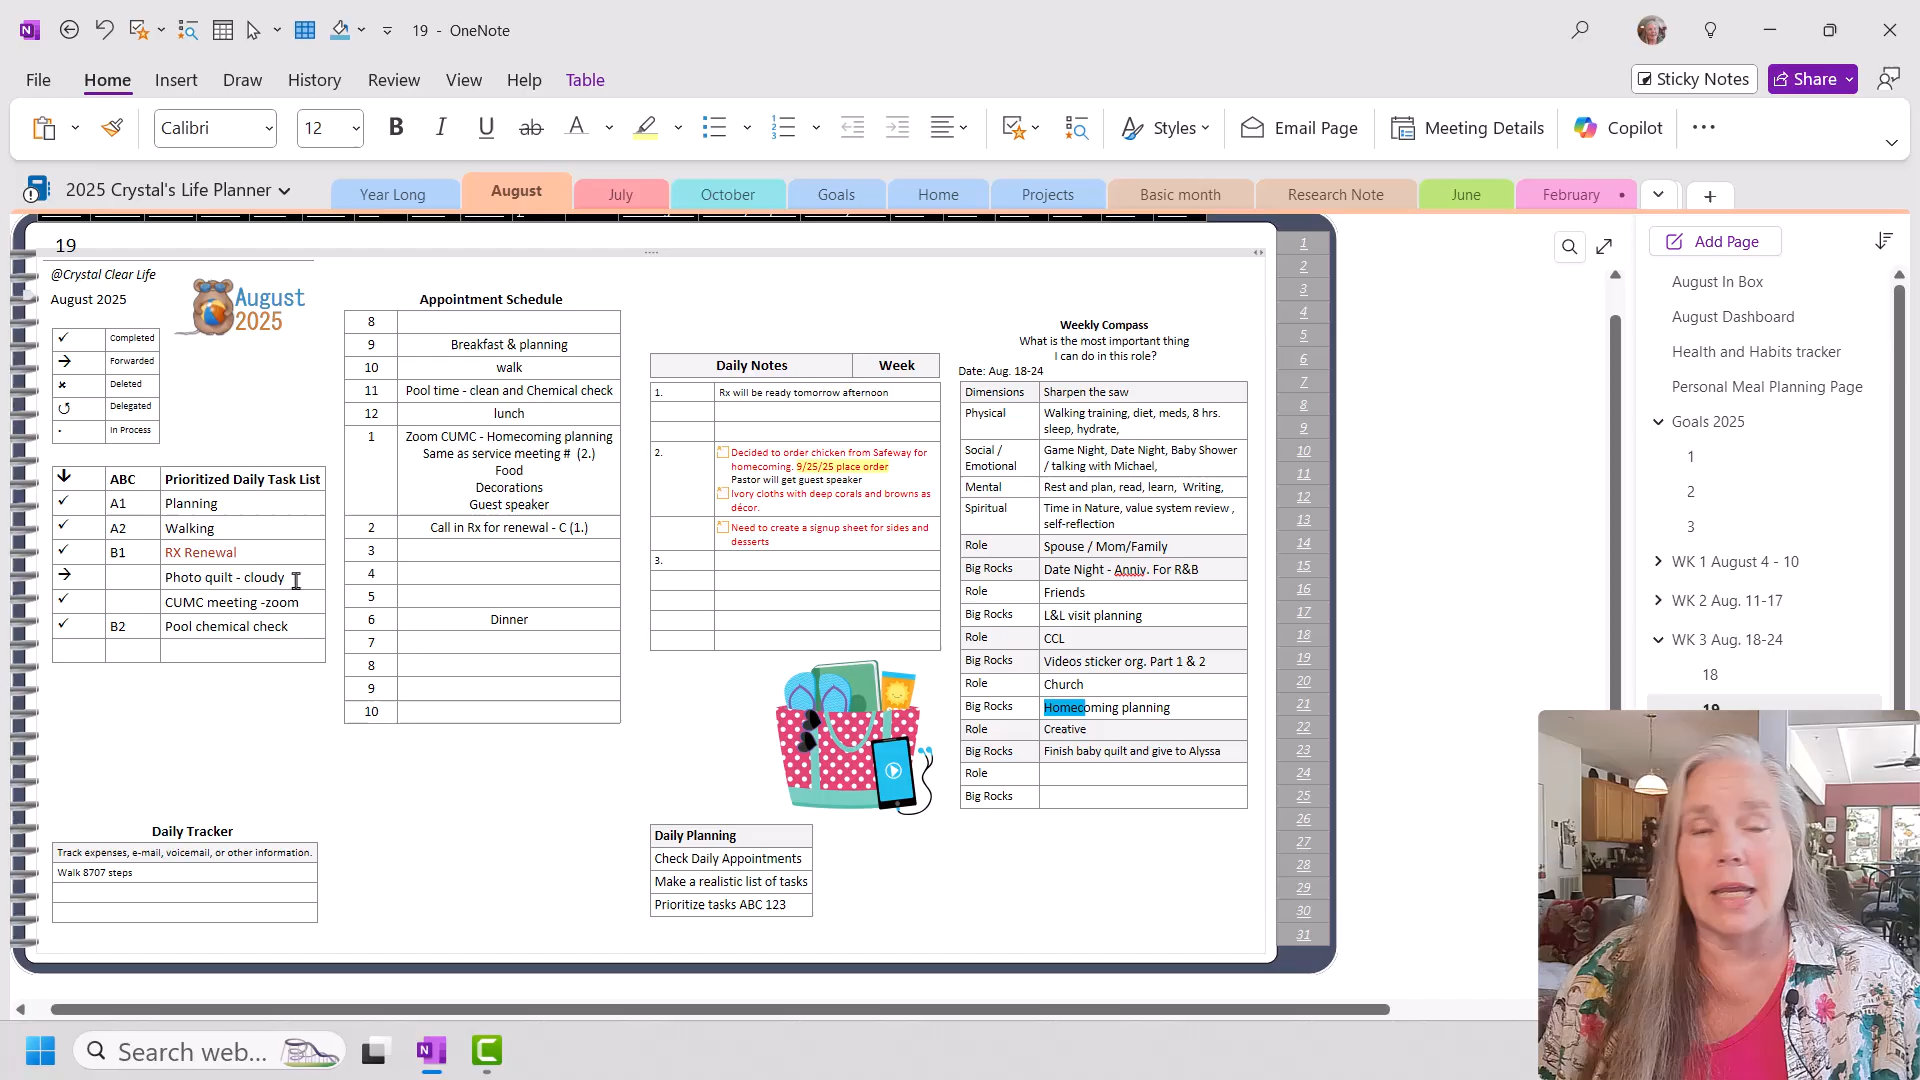 19 - OneNote
File Home Insert Draw History Review View Help Table
Sticky Notes Share
Calibri 12 B I U ab A Styles Email Page Meeting Details Copilot
2025 Crystal's Life Planner Year Long August July October Goals Home Projects Basic month Research Note June February
19
@Crystal Clear Life
August 2025
August
2025
Completed
Forwarded
Deleted
Delegated
In Process
ABC Prioritized Daily Task List
A1 Planning
A2 Walking
B1 RX Renewal
Photo quilt - cloudy
CUMC meeting -zoom
B2 Pool chemical check
Daily Tracker
Track expenses, e-mail, voicemail, or other information.
Walk 8707 steps
Appointment Schedule
8
9 Breakfast & planning
10 walk
11 Pool time - clean and Chemical check
12 lunch
1 Zoom CUMC - Homecoming planning
Same as service meeting # (2.)
Food
Decorations
Guest speaker
2 Call in Rx for renewal - C (1.)
3
4
5
6 Dinner
7
8
9
10
Daily Notes Week
1. Rx will be ready tomorrow afternoon
2. Decided to order chicken from Safeway for
homecoming. 9/25/25 place order
Pastor will get guest speaker
Ivory cloths with deep corals and browns as
décor.
Need to create a signup sheet for sides and
desserts
3.
Daily Planning
Check Daily Appointments
Make a realistic list of tasks
Prioritize tasks ABC 123
Weekly Compass
What is the most important thing
I can do in this role?
Date: Aug. 18-24
Dimensions Sharpen the saw
Physical Walking training, diet, meds, 8 hrs.
sleep, hydrate,
Social / Game Night, Date Night, Baby Shower
Emotional / talking with Michael,
Mental Rest and plan, read, learn, Writing,
Spiritual Time in Nature, value system review ,
self-reflection
Role Spouse / Mom/Family
Big Rocks Date Night - Anniv. For R&B
Role Friends
Big Rocks L&L visit planning
Role CCL
Big Rocks Videos sticker org. Part 1 & 2
Role Church
Big Rocks Homecoming planning
Role Creative
Big Rocks Finish baby quilt and give to Alyssa
Role
Big Rocks
1
2
3
4
5
6
7
8
9
10
11
12
13
14
15
16
17
18
19
20
21
22
23
24
25
26
27
28
29
30
31
Add Page
August In Box
August Dashboard
Health and Habits tracker
Personal Meal Planning Page
Goals 2025
1
2
3
WK 1 August 4 - 10
WK 2 Aug. 11-17
WK 3 Aug. 18-24
18
19
Search web...